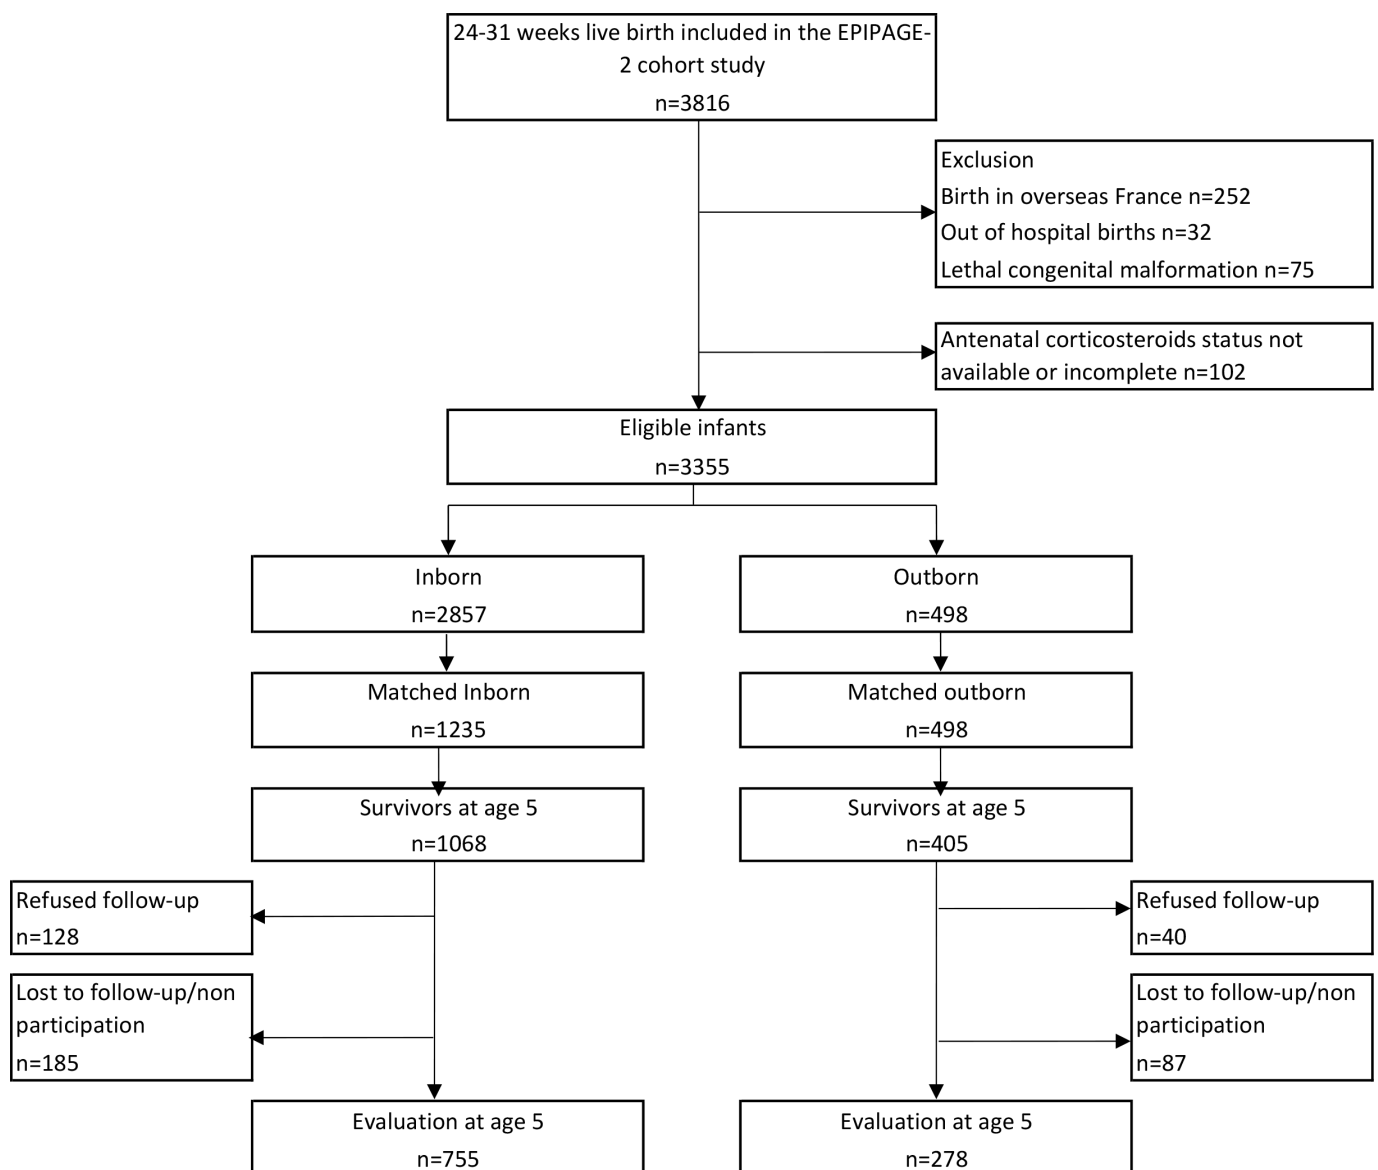 24-31 weeks live birth included in the EPIPAGE-
2 cohort study
n=3816
Exclusion
Birth in overseas France n=252
Out of hospital births n=32
Lethal congenital malformation n=75
Antenatal corticosteroids status not
available or incomplete n=102
Eligible infants
n=3355
Inborn
n=2857
Outborn
n=498
Matched Inborn
n=1235
Matched outborn
n=498
Survivors at age 5
n=1068
Survivors at age 5
n=405
Refused follow-up
n=128
Refused follow-up
n=40
Lost to follow-up/non
participation
n=185
Lost to follow-up/non
participation
n=87
Evaluation at age 5
n=755
Evaluation at age 5
n=278